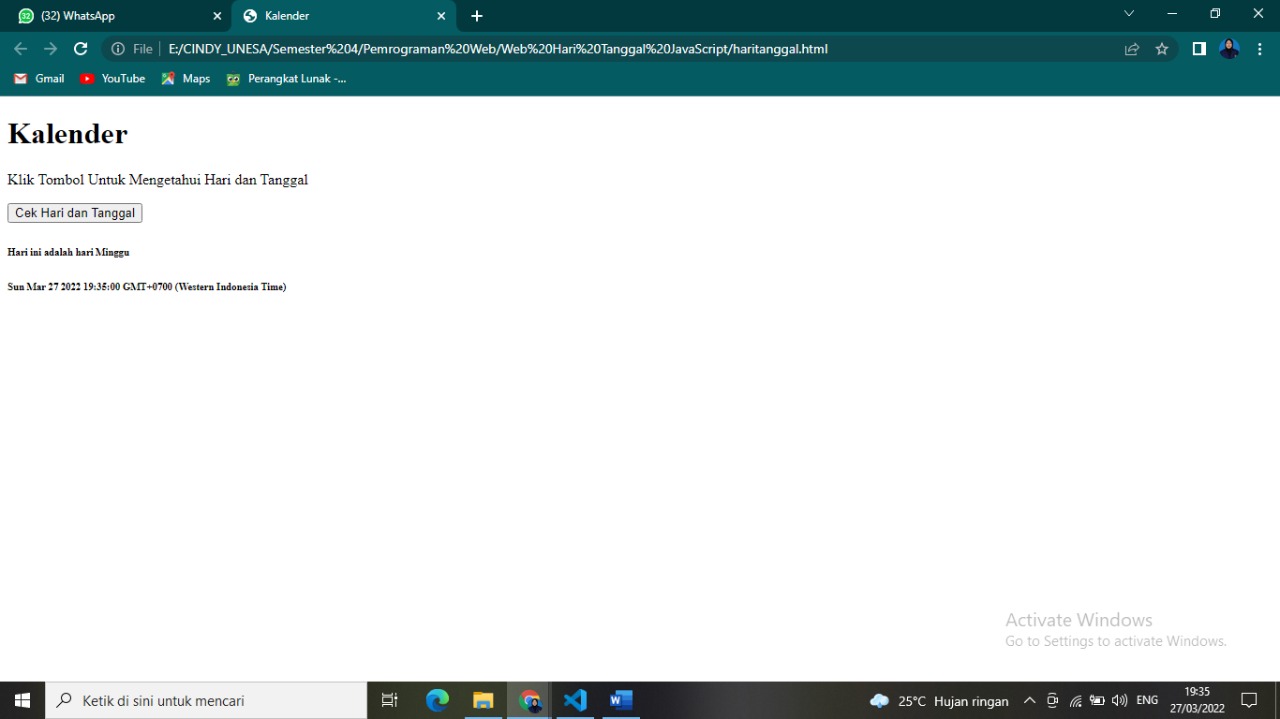 (32) WhatsApp
Kalender
File
E:/CINDY_UNESA/Semester%204/Pemrograman%20Web/Web%20Hari%20Tanggal%20JavaScript/haritanggal.html
Gmail
YouTube
Maps
Perangkat Lunak -...
Kalender
Klik Tombol Untuk Mengetahui Hari dan Tanggal
Cek Hari dan Tanggal
Hari ini adalah hari Minggu
Sun Mar 27 2022 19:35:00 GMT+0700 (Western Indonesia Time)
Activate Windows
Go to Settings to activate Windows.
Ketik di sini untuk mencari
25°C Hujan ringan
ENG
19:35
27/03/2022